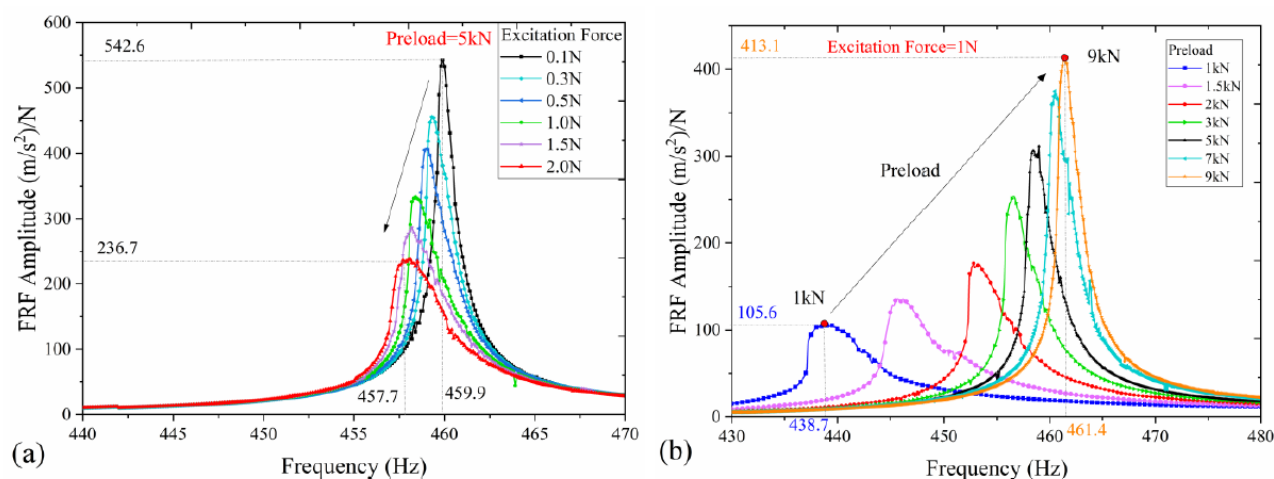 600
500
400
300
200
100
0
FRF Amplitude (m/s²)/N
542.6
236.7
Preload=5kN
Excitation Force
0.1N
0.3N
0.5N
1.0N
1.5N
2.0N
457.7
459.9
440 445 450 455 460 465 470
(a)
Frequency (Hz)
400
300
200
100
0
FRF Amplitude (m/s²)/N
413.1
105.6
Excitation Force=1N
9kN
Preload
1kN
Preload
1kN
1.5kN
2kN
3kN
5kN
7kN
9kN
438.7
461.4
430 440 450 460 470 480
(b)
Frequency (Hz)